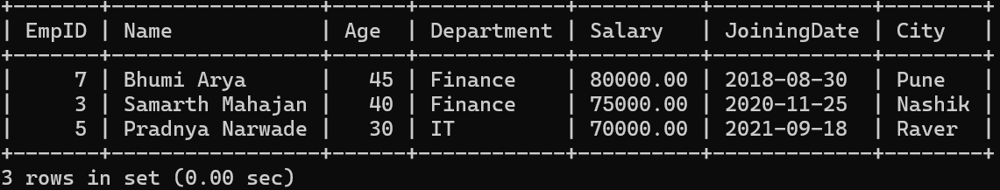 +-------+-----------------+------+------------+----------+-------------+--------+
| EmpID | Name            | Age  | Department | Salary   | JoiningDate | City   |
+-------+-----------------+------+------------+----------+-------------+--------+
|     7 | Bhumi Arya      |   45 | Finance    | 80000.00 | 2018-08-30  | Pune   |
|     3 | Samarth Mahajan |   40 | Finance    | 75000.00 | 2020-11-25  | Nashik |
|     5 | Pradnya Narwade |   30 | IT         | 70000.00 | 2021-09-18  | Raver  |
+-------+-----------------+------+------------+----------+-------------+--------+
3 rows in set (0.00 sec)